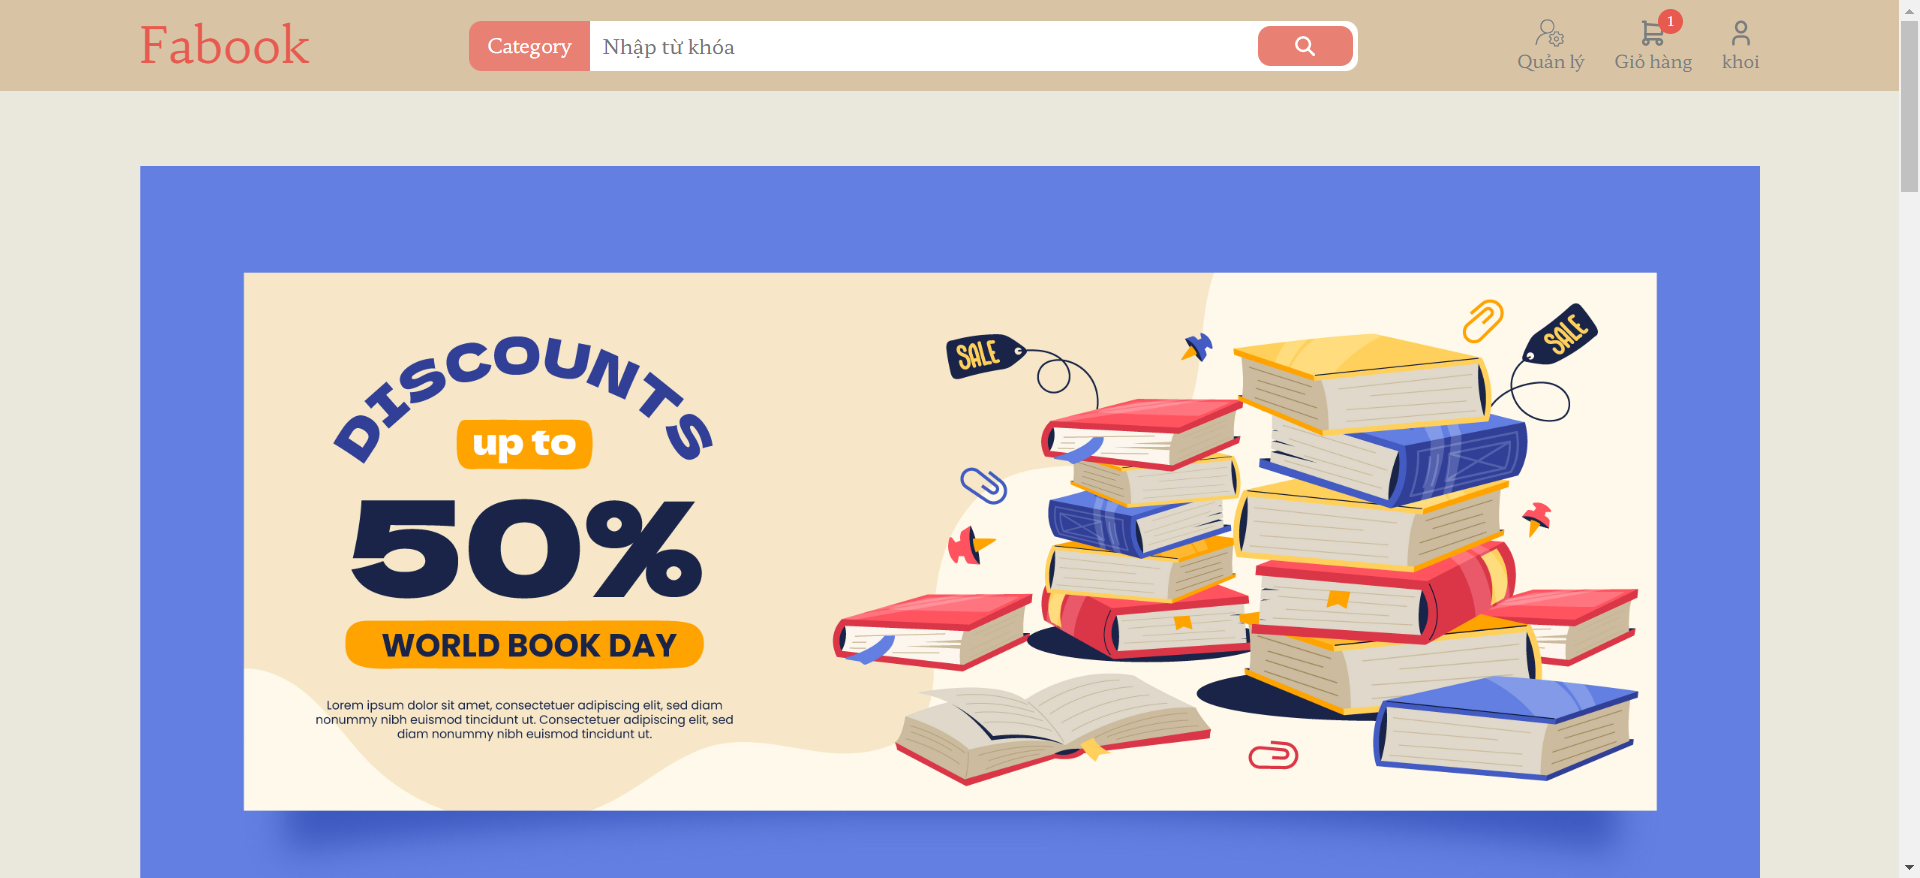 Fabook
Category
Nhập từ khóa
1
Quản lý
Giỏ hàng
khoi
DISCOUNTS
up to
50%
WORLD BOOK DAY
Lorem ipsum dolor sit amet, consectetuer adipiscing elit, sed diam
nonummy nibh euismod tincidunt ut. Consectetuer adipiscing elit, sed
diam nonummy nibh euismod tincidunt ut.
SALE
SALE